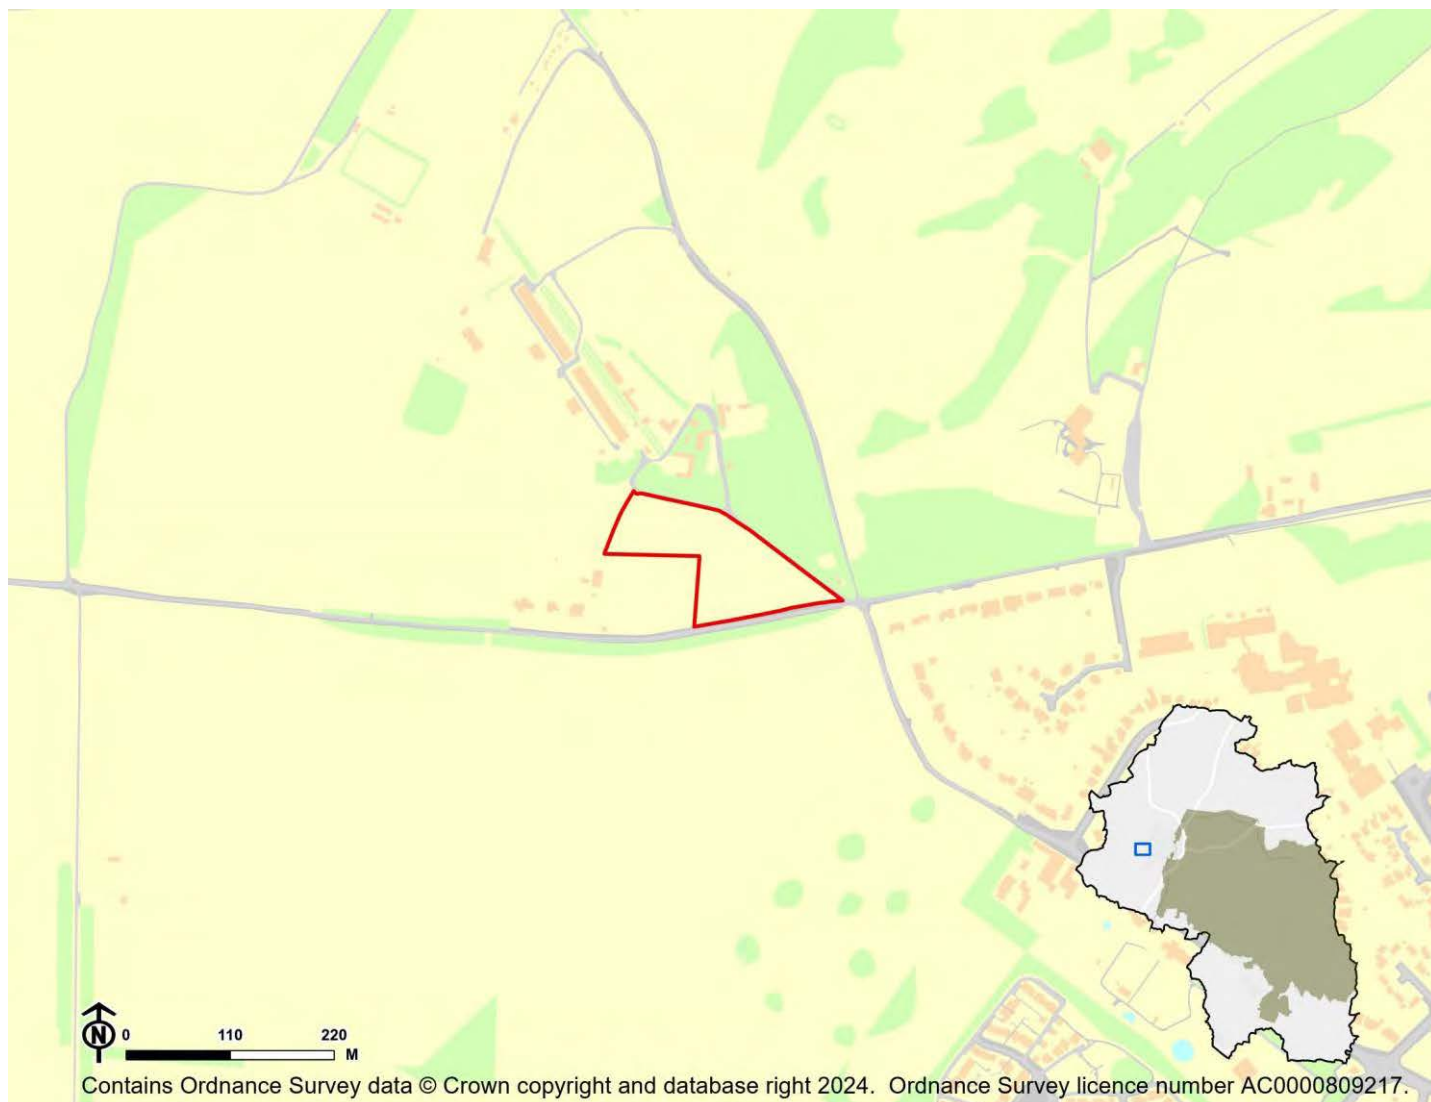 N 0 110 220
M
Contains Ordnance Survey data © Crown copyright and database right 2024. Ordnance Survey licence number AC0000809217.